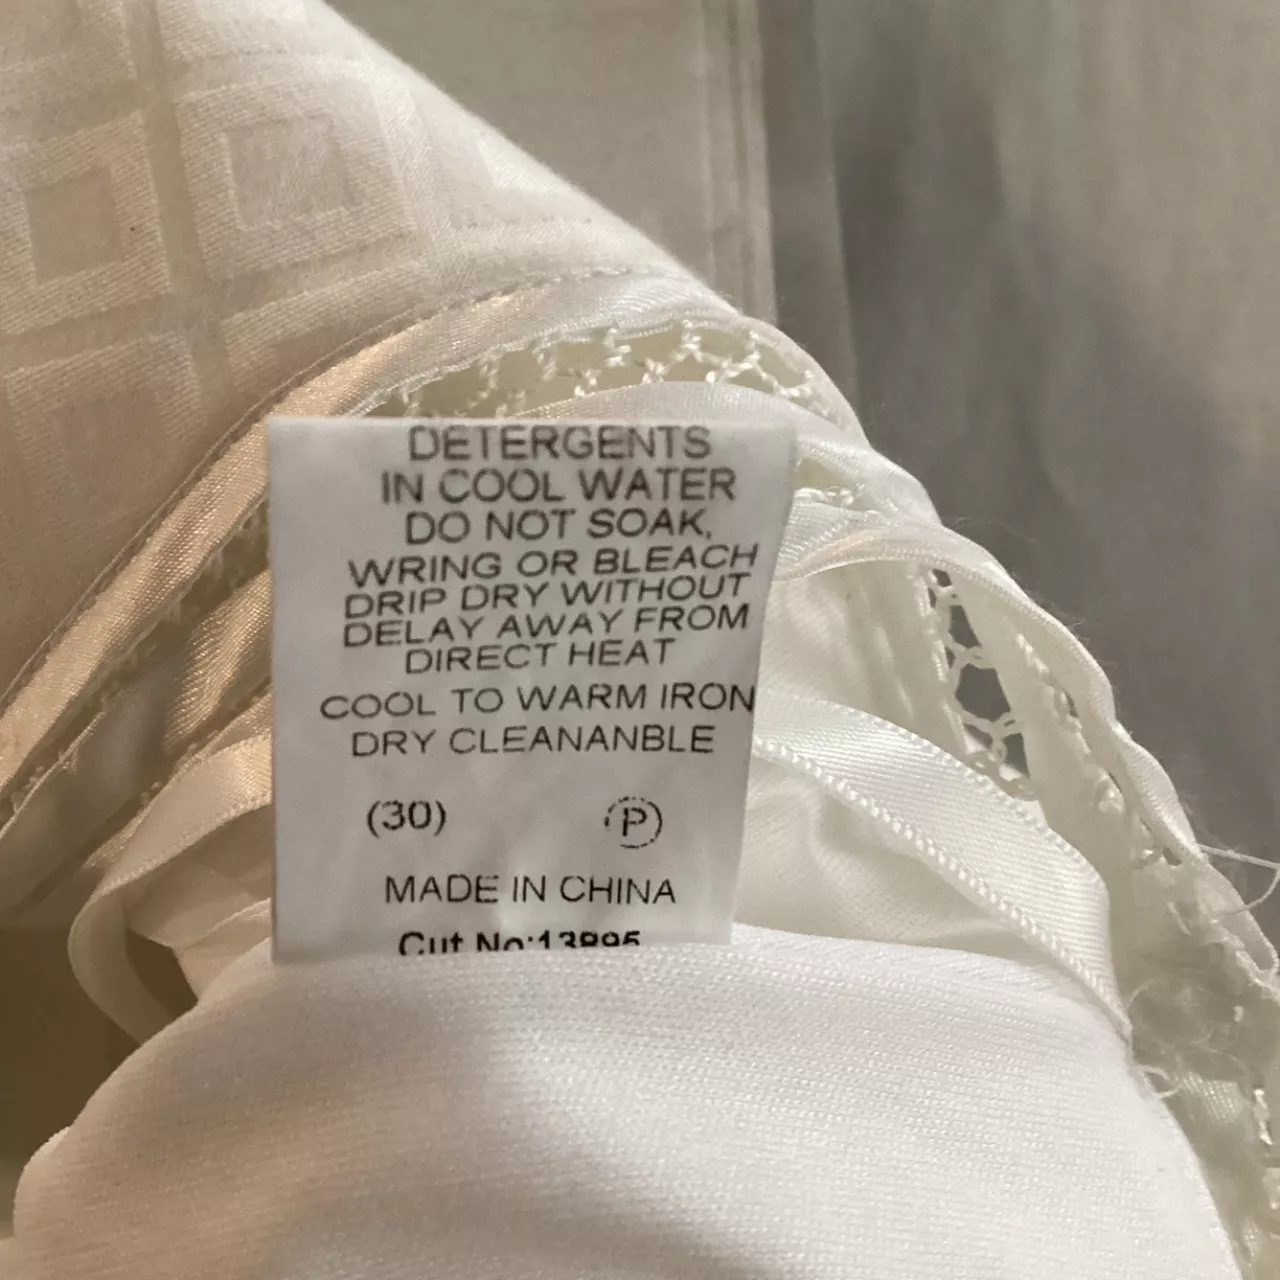 DETERGENTS
IN COOL WATER
DO NOT SOAK,
WRING OR BLEACH
DRIP DRY WITHOUT
DELAY AWAY FROM
DIRECT HEAT
COOL TO WARM IRON
DRY CLEANANBLE
(30) P
MADE IN CHINA
Cut No: